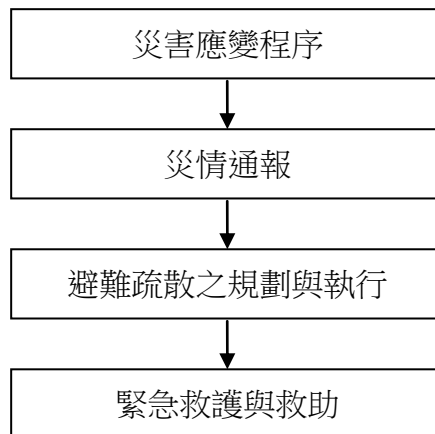 災害應變程序
災情通報
避難疏散之規劃與執行
緊急救護與救助